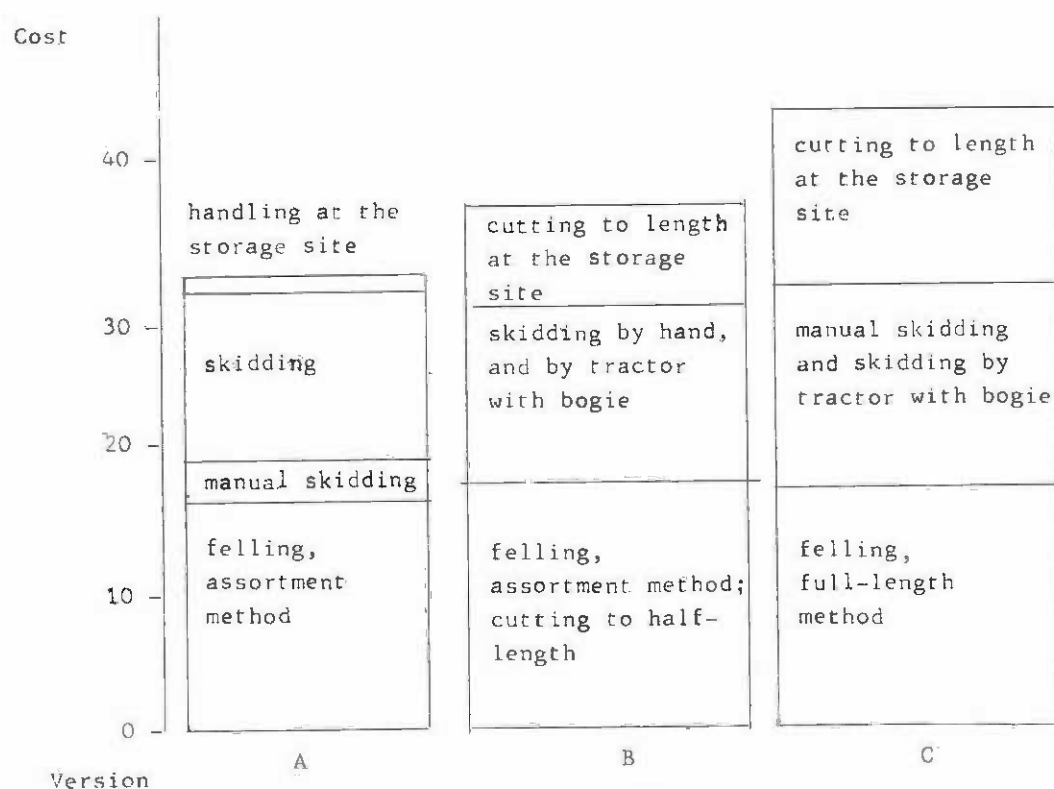 Cost
40
30
20
10
0
handling at the
storage site
skidding
manual skidding
felling,
assortment
method
cutting to length
at the storage
site
skidding by hand,
and by tractor
with bogie
felling,
assortment method;
cutting to half-
length
cutting to length
at the storage
site
manual skidding
and skidding by
tractor with bogie
felling,
full-length
method
A
B
C
Version